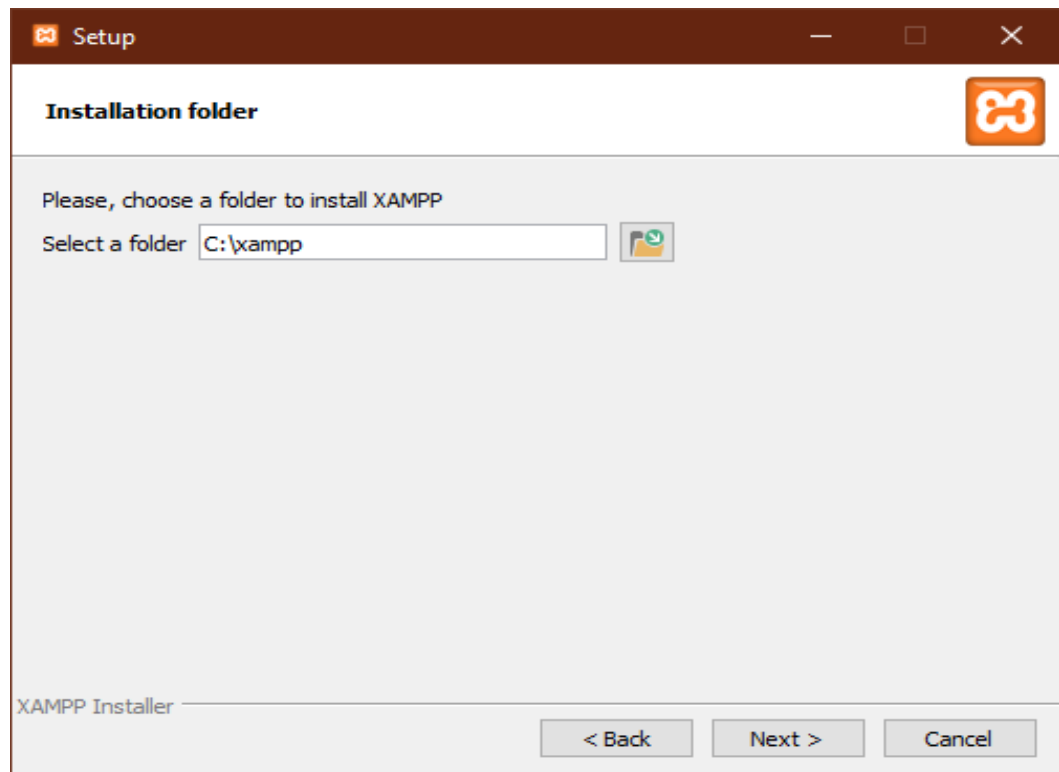 Setup
Installation folder
Please, choose a folder to install XAMPP
Select a folder C:\xampp
XAMPP Installer
< Back Next > Cancel